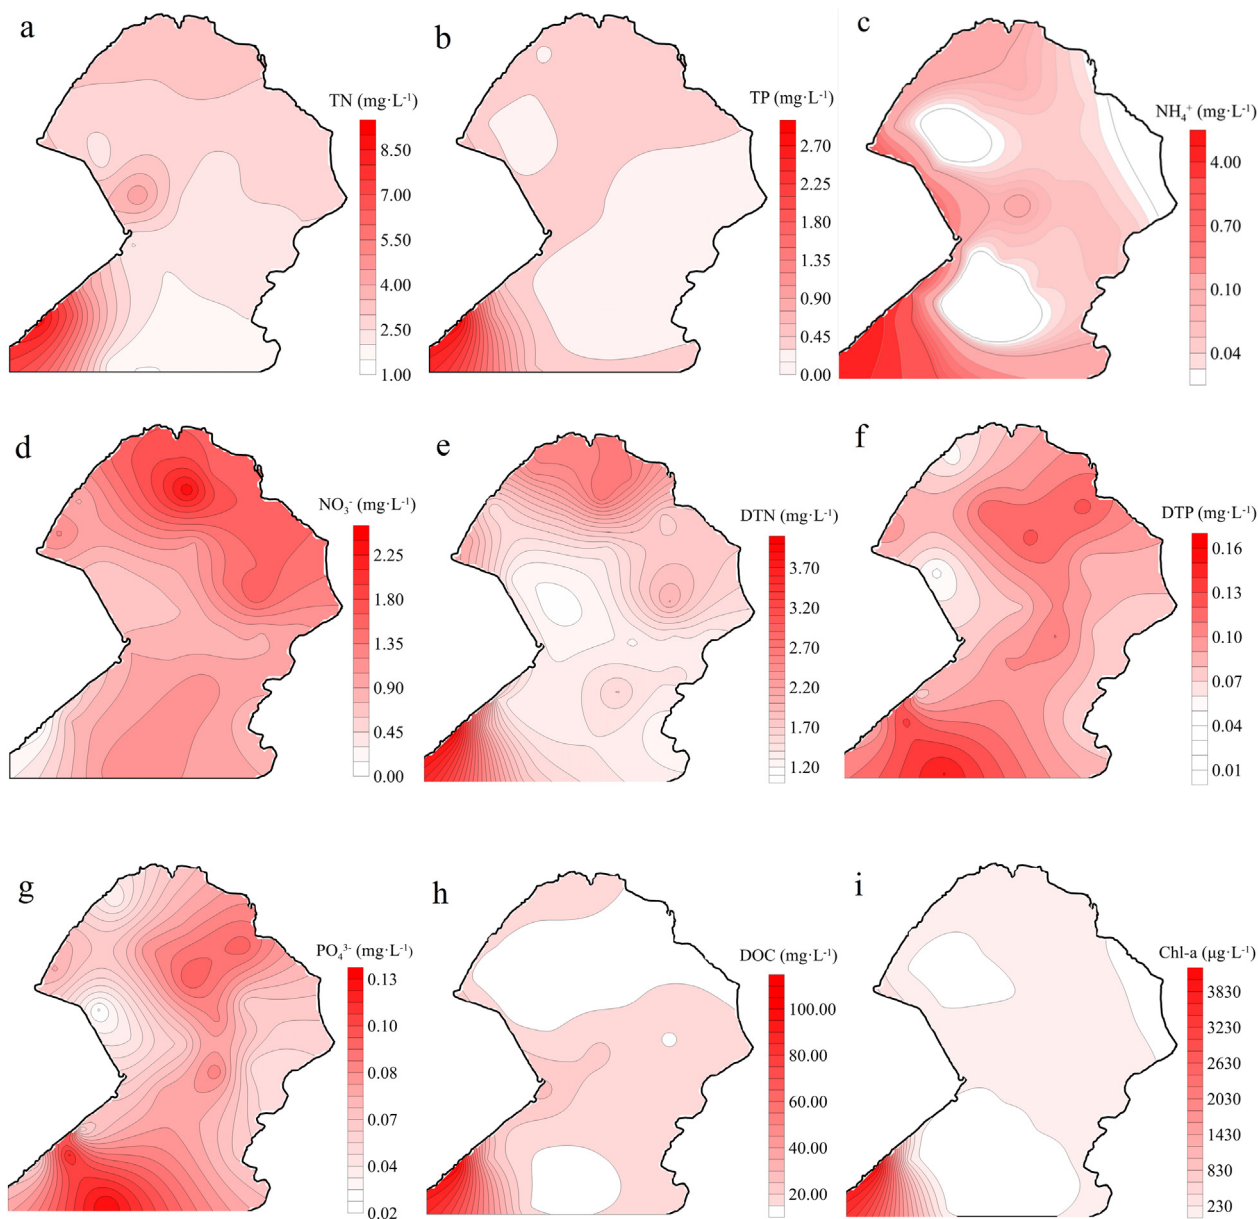 a
TN (mg·L⁻¹)
8.50
7.00
5.50
4.00
2.50
1.00
b
TP (mg·L⁻¹)
2.70
2.25
1.80
1.35
0.90
0.45
0.00
c
NH₄⁺ (mg·L⁻¹)
4.00
0.70
0.10
0.04
d
NO₃⁻ (mg·L⁻¹)
2.25
1.80
1.35
0.90
0.45
0.00
e
DTN (mg·L⁻¹)
3.70
3.20
2.70
2.20
1.70
1.20
f
DTP (mg·L⁻¹)
0.16
0.13
0.10
0.07
0.04
0.01
g
PO₄³⁻ (mg·L⁻¹)
0.13
0.10
0.08
0.07
0.04
0.02
h
DOC (mg·L⁻¹)
100.00
80.00
60.00
40.00
20.00
i
Chl-a (μg·L⁻¹)
3830
3230
2630
2030
1430
830
230